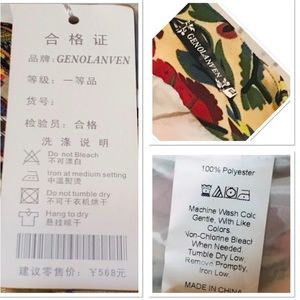 合格证
品牌: GENOLANVEN
等级: 一等品
货号:
检验员: 合格
洗涤说明
Do not Bleach
不可漂白
Iron at medium setting
中温熨烫
Do not tumble dry
不可干衣机烘干
Hang to dry
悬挂晾干
建议零售价: ¥568元
GENOLANVEN
100% Polyester
Machine Wash Cold
Gentle, With Like
Colors
Non-Chlorine Bleach
When Needed
Tumble Dry Low,
Remove Promptly,
Iron Low.
MADE IN CHINA